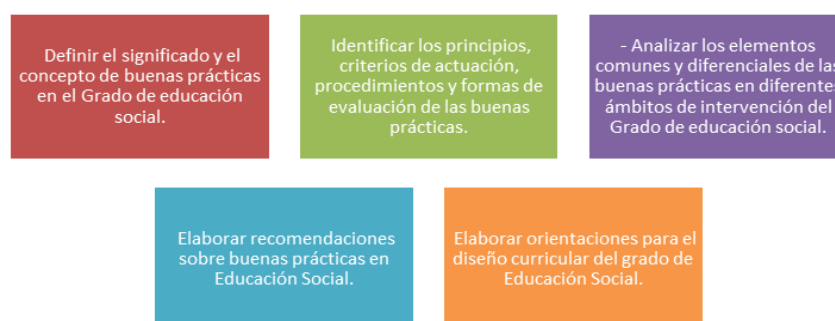 Definir el significado y el
concepto de buenas prácticas
en el Grado de educación
social.
Identificar los principios,
criterios de actuación,
procedimientos y formas de
evaluación de las buenas
prácticas.
- Analizar los elementos
comunes y diferenciales de las
buenas prácticas en diferentes
ámbitos de intervención del
Grado de educación social.
Elaborar recomendaciones
sobre buenas prácticas en
Educación Social.
Elaborar orientaciones para el
diseño curricular del grado de
Educación Social.